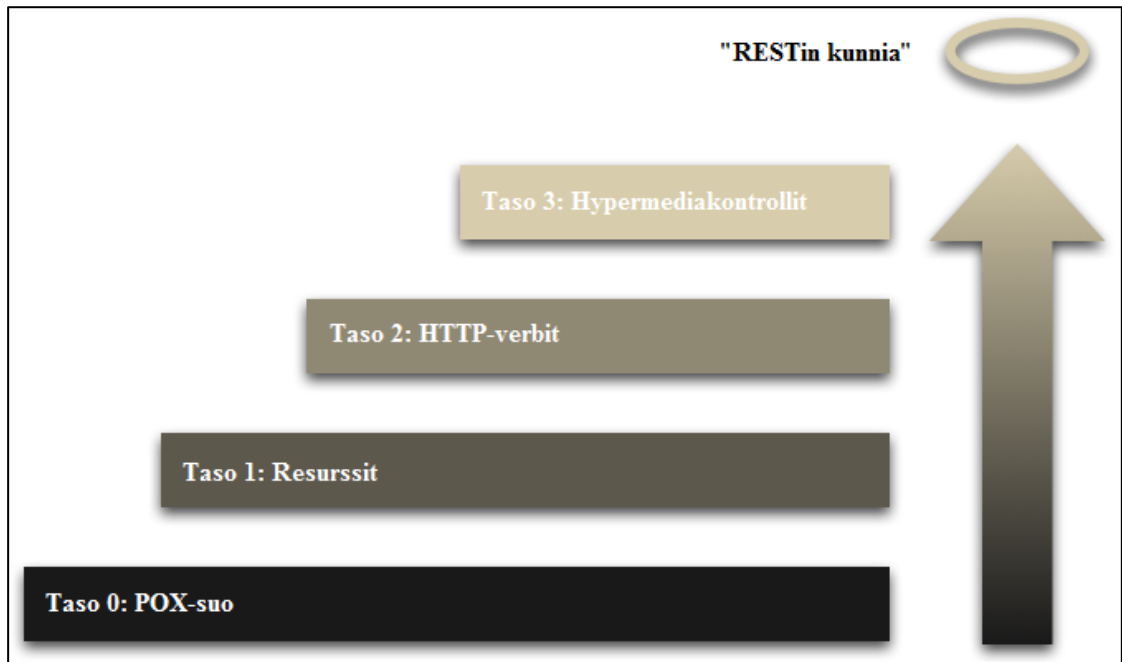 "RESTin kunnia"
Taso 3: Hypermediakontrollit
Taso 2: HTTP-verbit
Taso 1: Resurssit
Taso 0: POX-suo